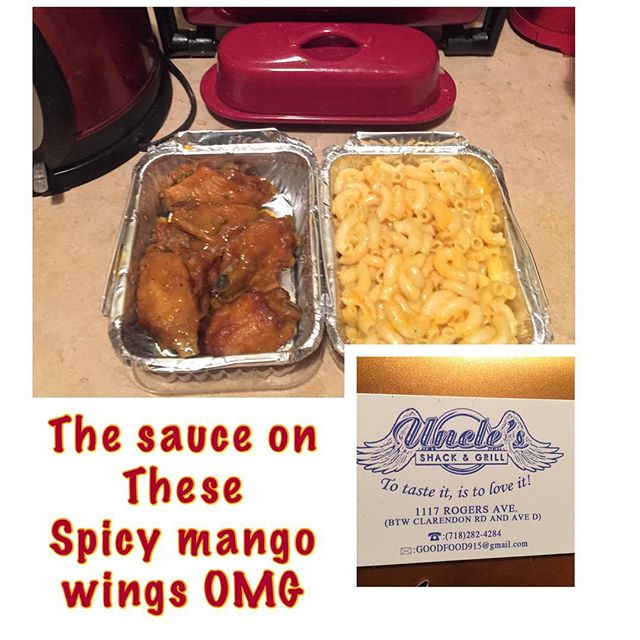 The sauce on
These
Spicy mango
wings OMG
Uncle's
SHACK & GRILL
To taste it, is to love it!
1117 ROGERS AVE.
(BTW CLARENDON RD AND AVE D)
☎:(718)282-4284
✉:GOODFOOD915@gmail.com